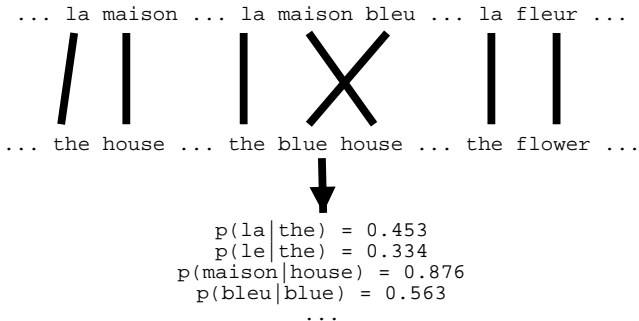 ... la maison ... la maison bleu ... la fleur ...
... the house ... the blue house ... the flower ...
p(la|the) = 0.453
p(le|the) = 0.334
p(maison|house) = 0.876
p(bleu|blue) = 0.563
...